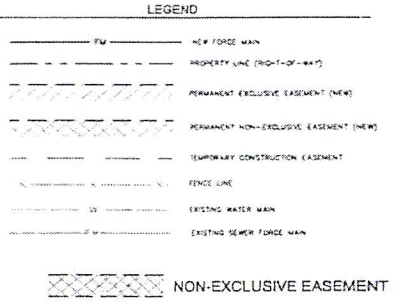 LEGEND
FM NEW FORCE MAIN
PROPERTY LINE (RIGHT-OF-WAY)
PERMANENT EXCLUSIVE EASEMENT (NEW)
PERMANENT NON-EXCLUSIVE EASEMENT (NEW)
TEMPORARY CONSTRUCTION EASEMENT
X X X FENCE LINE
EXISTING WATER MAIN
EXISTING SEWER FORCE MAIN
NON-EXCLUSIVE EASEMENT